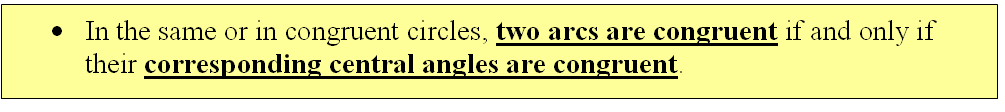 • In the same or in congruent circles, two arcs are congruent if and only if
their corresponding central angles are congruent.